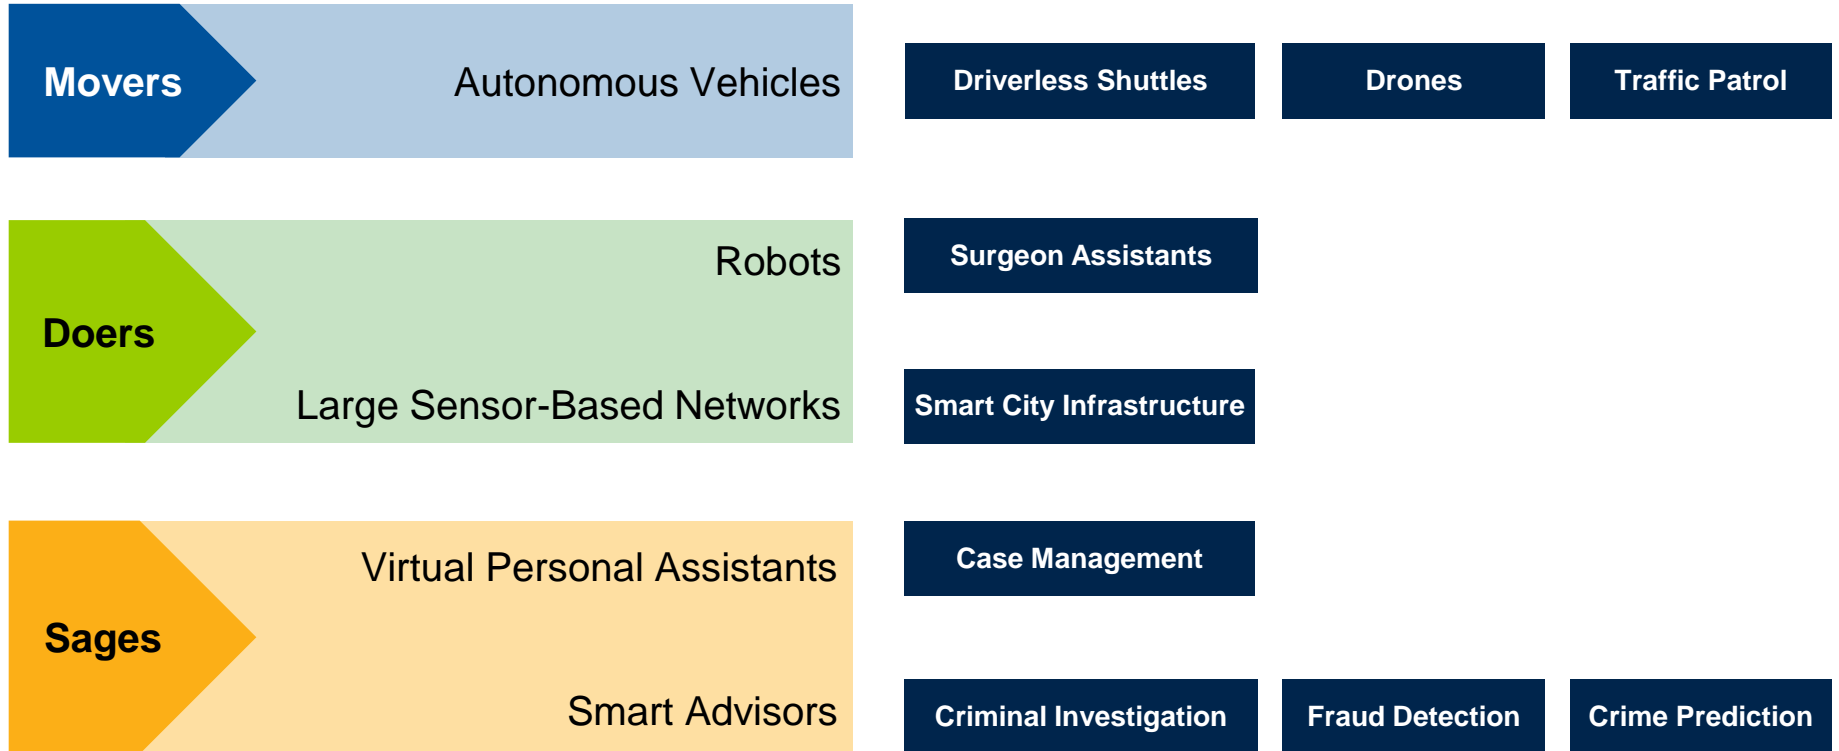 Movers
Autonomous Vehicles
Driverless Shuttles
Drones
Traffic Patrol
Doers
Robots
Surgeon Assistants
Large Sensor-Based Networks
Smart City Infrastructure
Sages
Virtual Personal Assistants
Case Management
Smart Advisors
Criminal Investigation
Fraud Detection
Crime Prediction